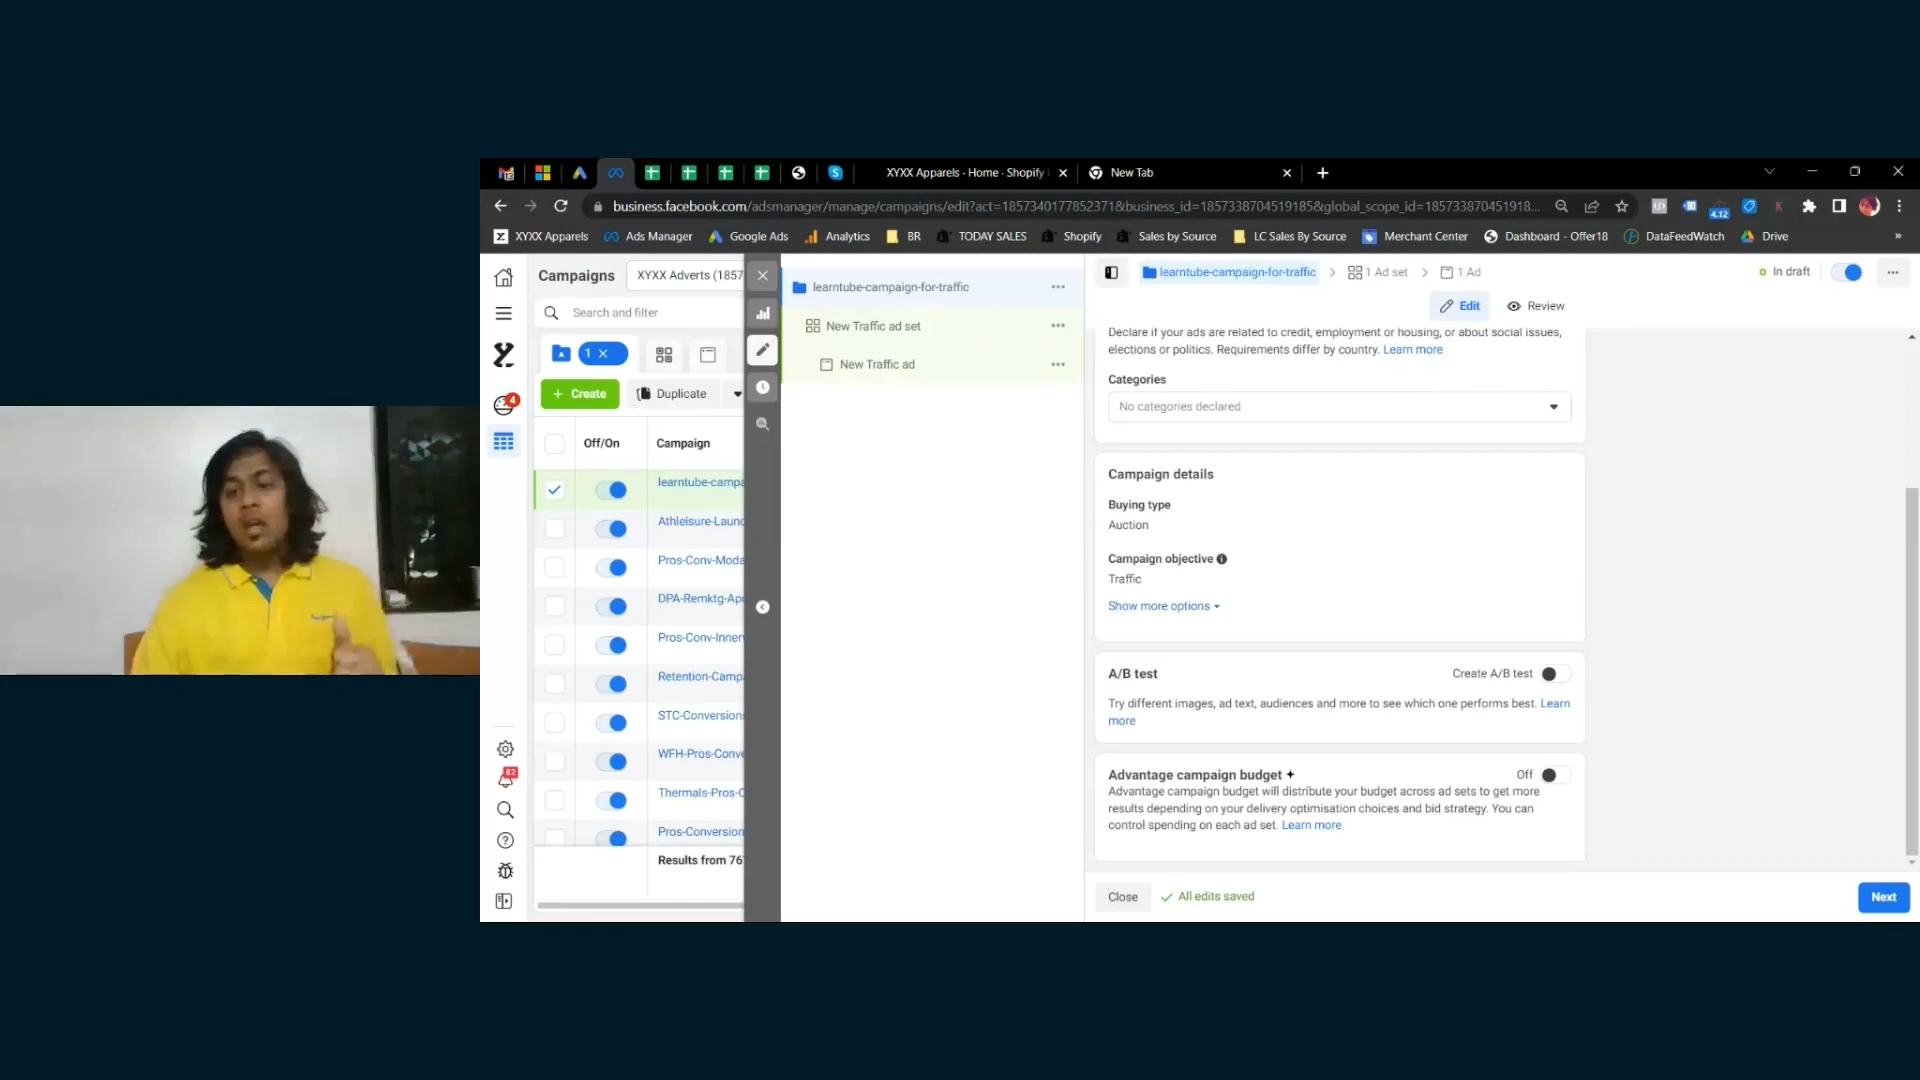 XYXX Apparels · Home · Shopify
New Tab
business.facebook.com/adsmanager/manage/campaigns/edit?act=1857340177852371&business_id=1857338704519185&global_scope_id=185733870451918...
4.12
XYXX Apparels
Ads Manager
Google Ads
Analytics
BR
TODAY SALES
Shopify
Sales by Source
LC Sales By Source
Merchant Center
Dashboard - Offer18
DataFeedWatch
Drive
»
Campaigns
XYXX Adverts (1857
Search and filter
1 ×
+ Create
Duplicate
Off/On
Campaign
learntube-campa
Athleisure-Laun
Pros-Conv-Moda
DPA-Remktg-Ap
Pros-Conv-Inner
Retention-Camp
STC-Conversions
WFH-Pros-Conve
Thermals-Pros-C
Pros-Conversion
Results from 76
4
82
learntube-campaign-for-traffic
New Traffic ad set
New Traffic ad
learntube-campaign-for-traffic
1 Ad set
1 Ad
In draft
Edit
Review
Declare if your ads are related to credit, employment or housing, or about social issues,
elections or politics. Requirements differ by country. Learn more
Categories
No categories declared
Campaign details
Buying type
Auction
Campaign objective
Traffic
Show more options
A/B test
Create A/B test
Try different images, ad text, audiences and more to see which one performs best. Learn
more
Advantage campaign budget
Off
Advantage campaign budget will distribute your budget across ad sets to get more
results depending on your delivery optimisation choices and bid strategy. You can
control spending on each ad set. Learn more
Close
All edits saved
Next